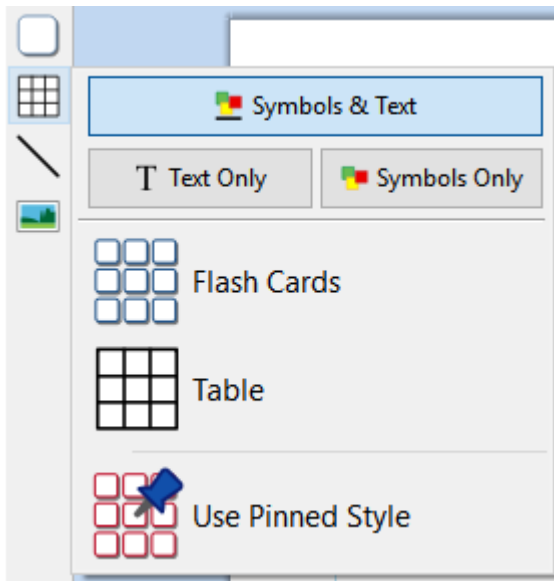 Symbols & Text
T Text Only
Symbols Only
Flash Cards
Table
Use Pinned Style